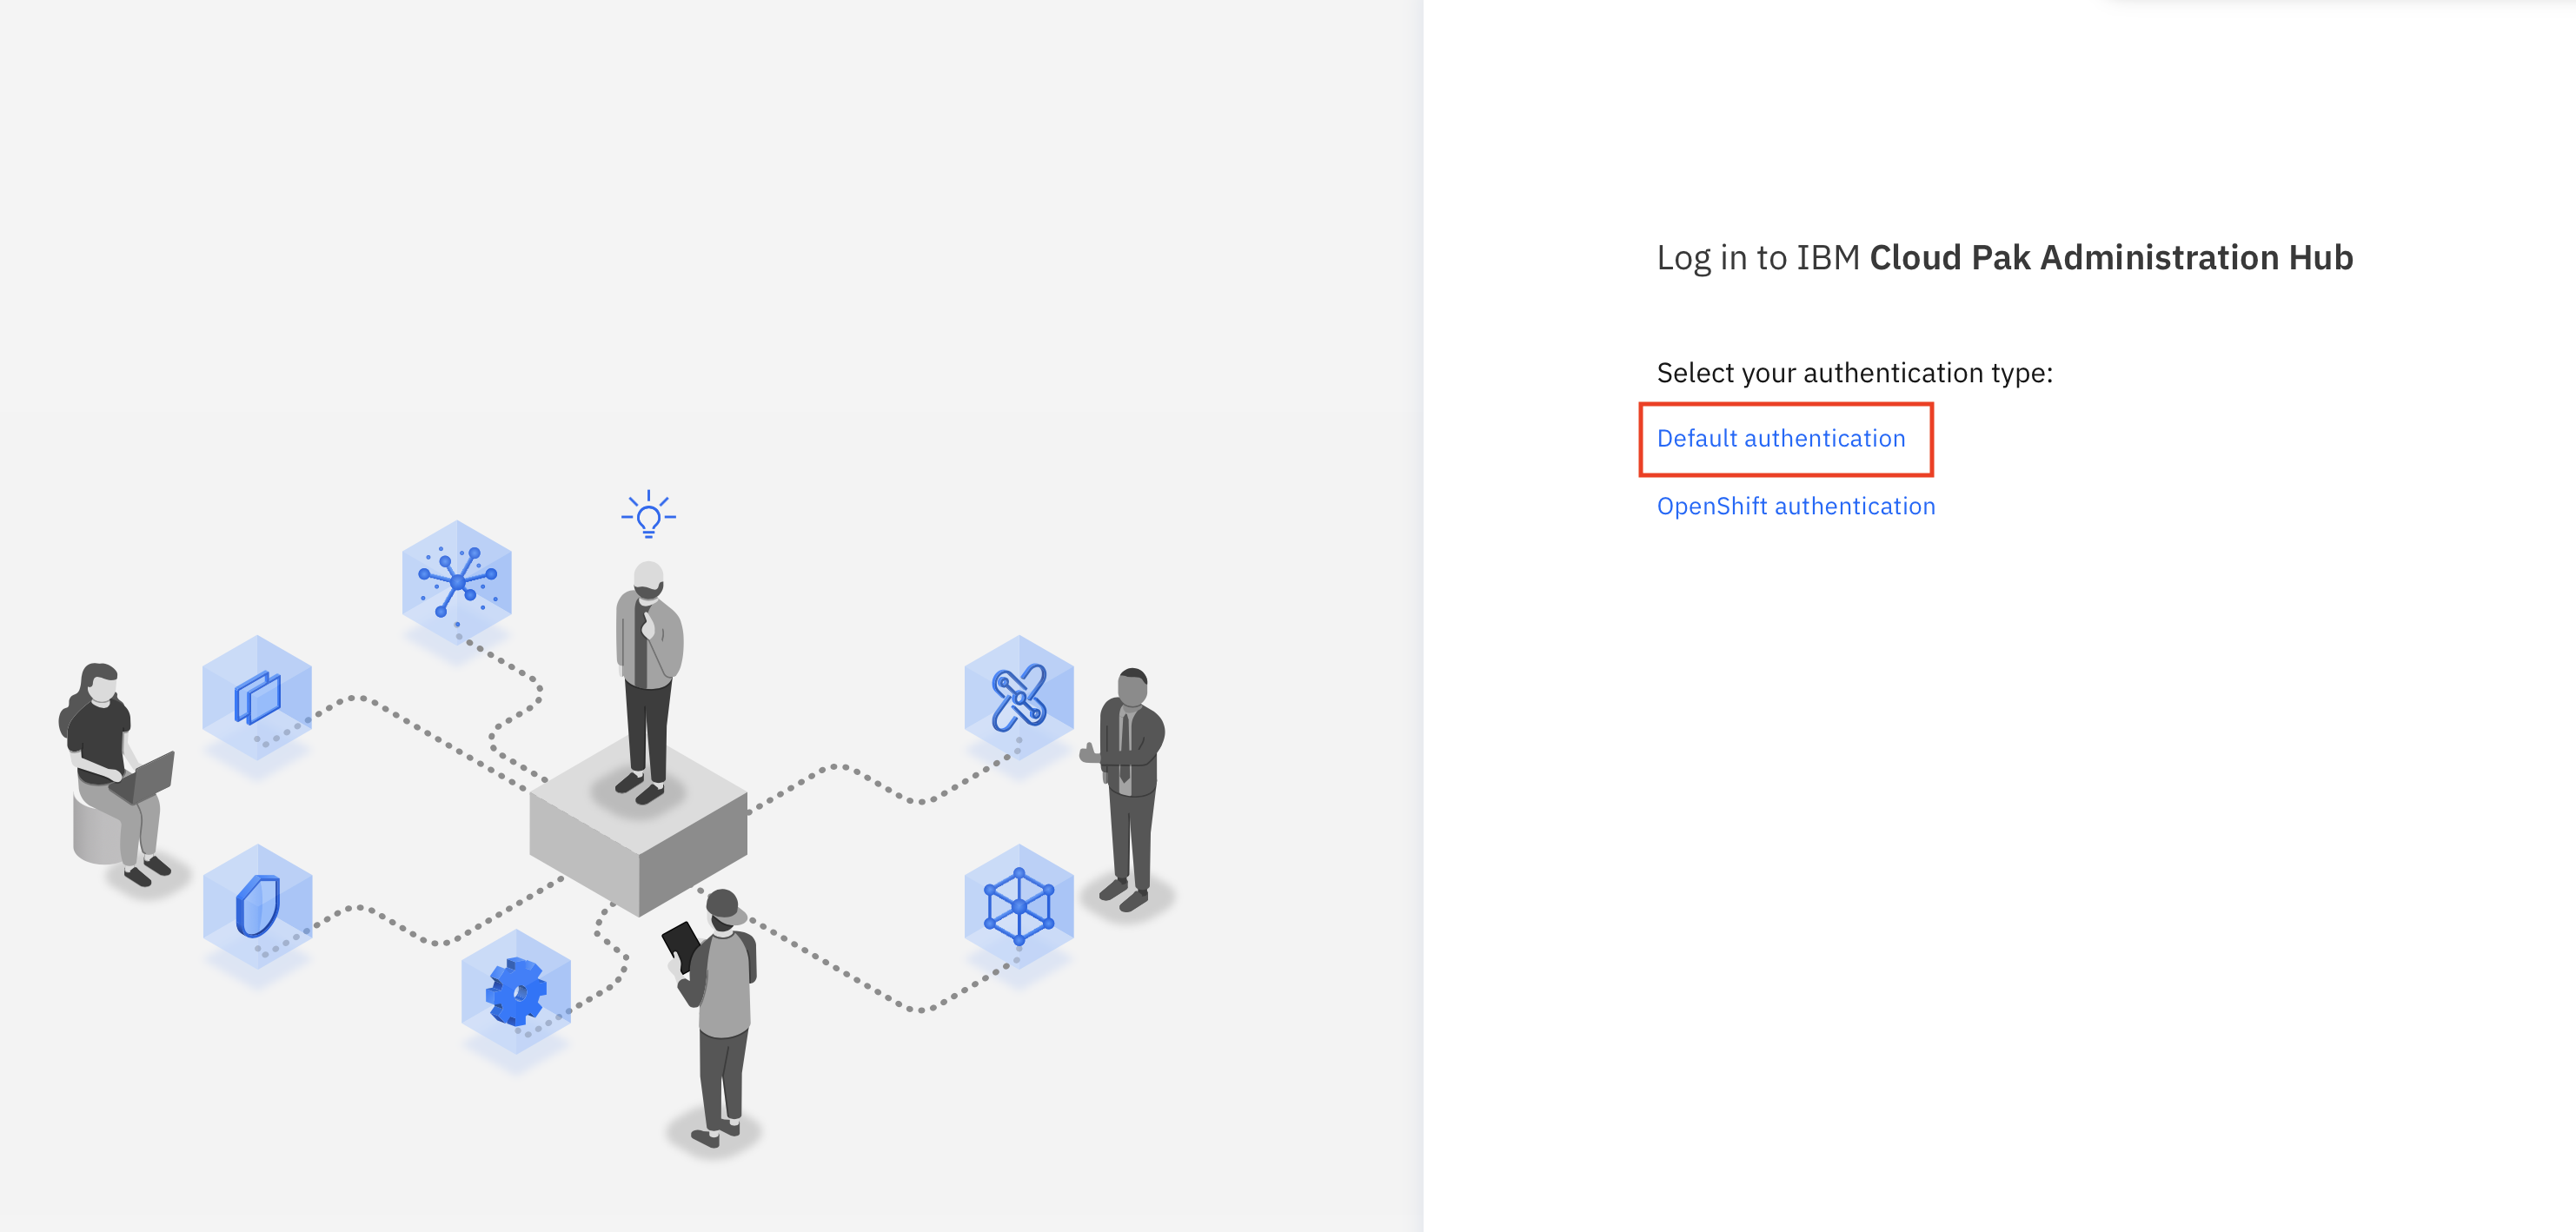 Log in to IBM Cloud Pak Administration Hub
Select your authentication type:
Default authentication
OpenShift authentication